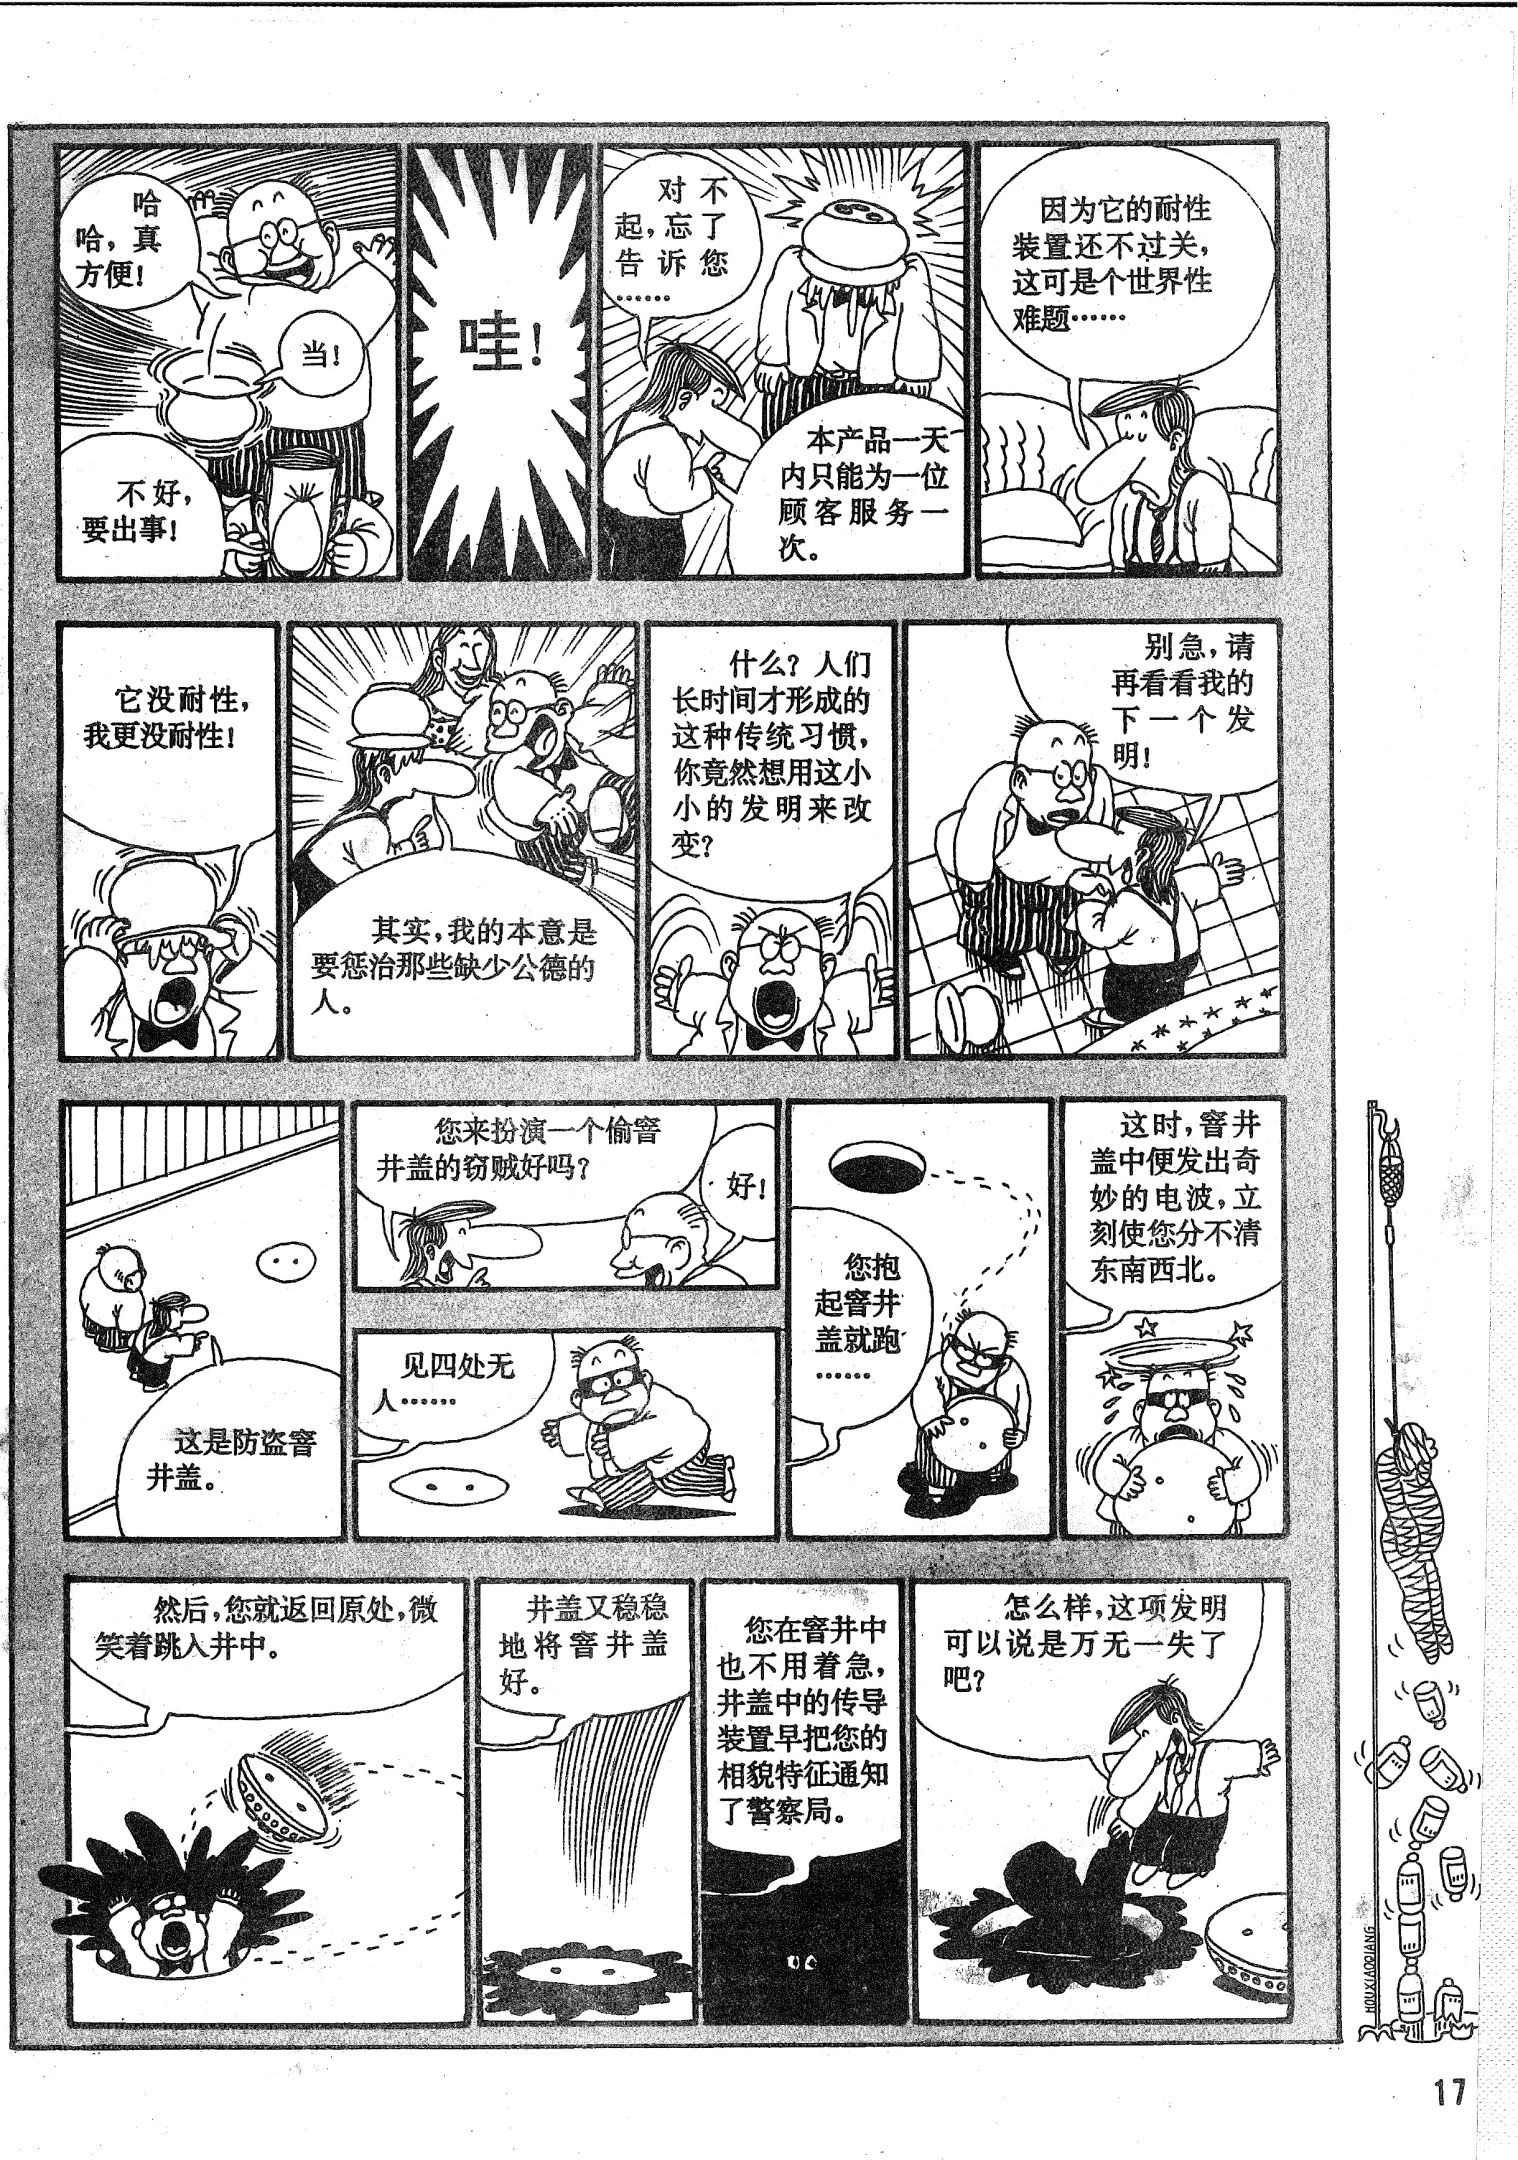 哈
哈，真
方便！
当！
不好，
要出事！
哇！
对不
起，忘了
告诉您
……
本产品一天
内只能为一位
顾客服务一
次。
因为它的耐性
装置还不过关，
这可是个世界性
难题……
它没耐性，
我更没耐性！
其实，我的本意是
要惩治那些缺少公德的
人。
什么？人们
长时间才形成的
这种传统习惯，
你竟然想用这小
小的发明来改
变？
别急，请
再看看我的
下一个发
明！
这是防盗窨
井盖。
您来扮演一个偷窨
井盖的窃贼好吗？
好！
见四处无
人……
您抱
起窨井
盖就跑
……
这时，窨井
盖中便发出奇
妙的电波，立
刻使您分不清
东南西北。
然后，您就返回原处，微
笑着跳入井中。
井盖又稳稳
地将窨井盖
好。
您在窨井中
也不用着急，
井盖中的传导
装置早把您的
相貌特征通知
了警察局。
怎么样，这项发明
可以说是万无一失了
吧？
HOUXIAOQIANG
17